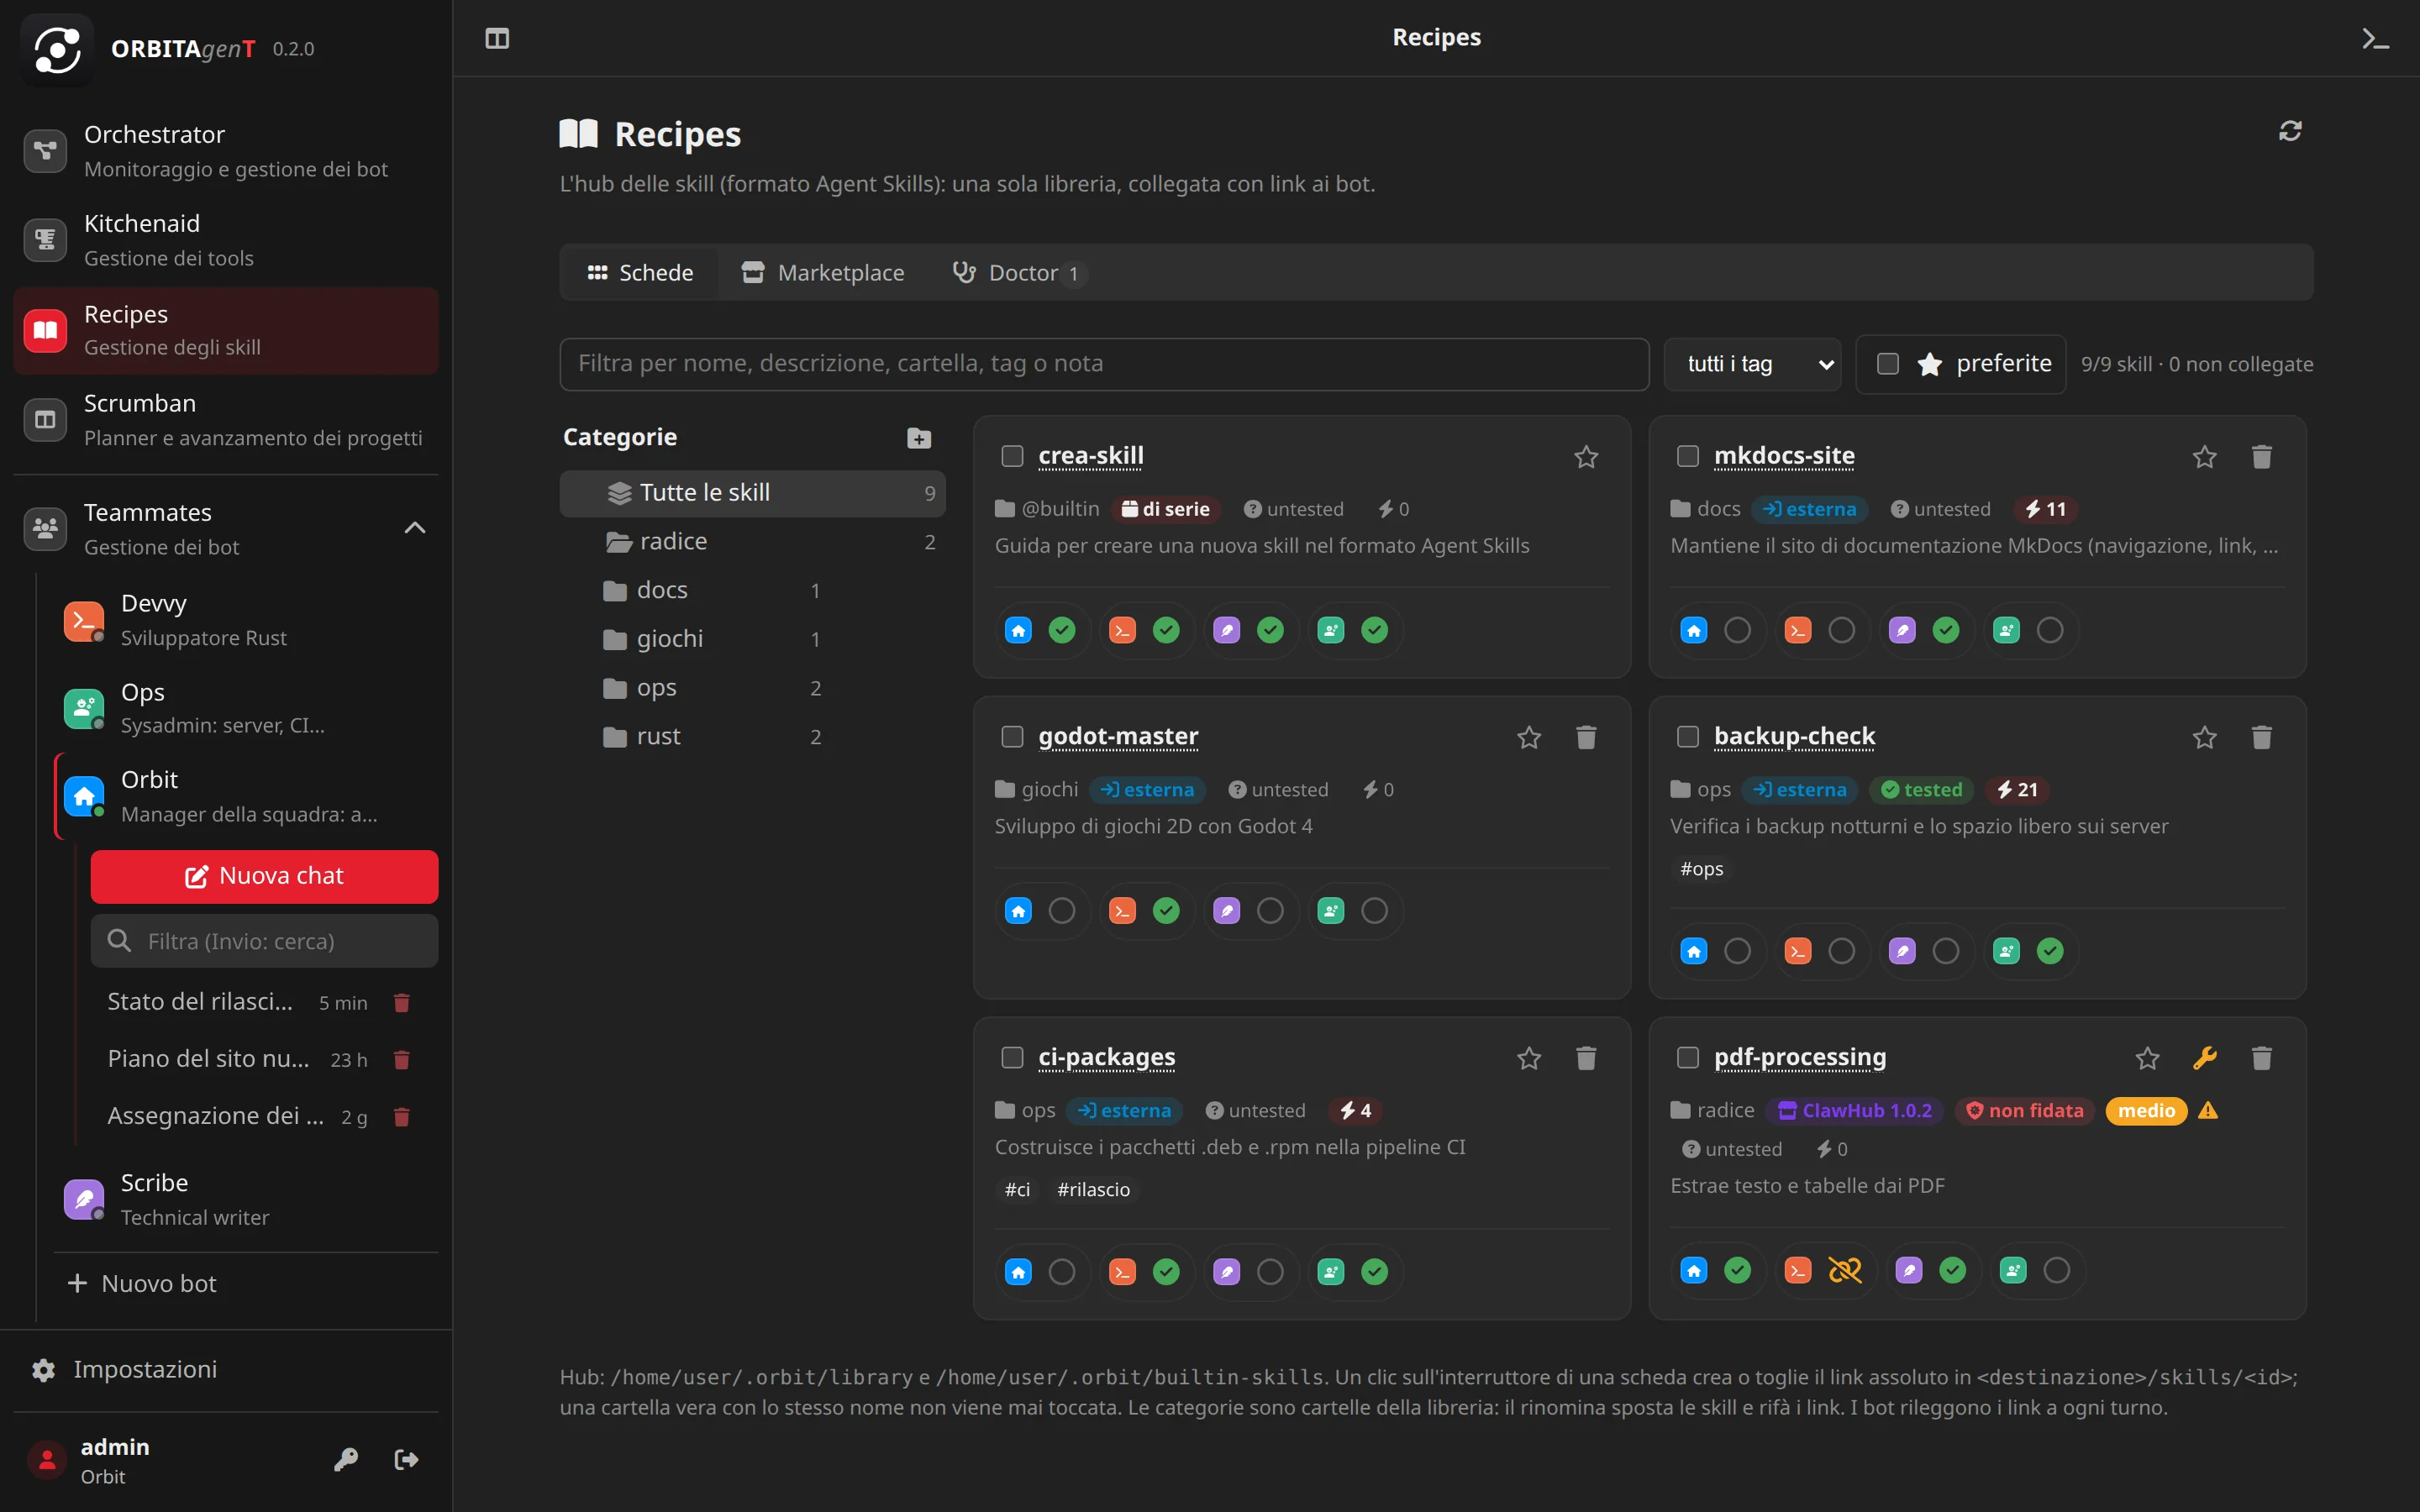 ORBITAgenT 0.2.0
Orchestrator
Monitoraggio e gestione dei bot
Kitchenaid
Gestione dei tools
Recipes
Gestione degli skill
Scrumban
Planner e avanzamento dei progetti
Teammates
Gestione dei bot
Devvy
Sviluppatore Rust
Ops
Sysadmin: server, CI...
Orbit
Manager della squadra: a...
Nuova chat
Filtra (Invio: cerca)
Stato del rilasci... 5 min
Piano del sito nu... 23 h
Assegnazione dei ... 2 g
Scribe
Technical writer
Nuovo bot
Impostazioni
admin
Orbit
Recipes
Recipes
L'hub delle skill (formato Agent Skills): una sola libreria, collegata con link ai bot.
Schede Marketplace Doctor 1
Filtra per nome, descrizione, cartella, tag o nota
tutti i tag
preferite
9/9 skill · 0 non collegate
Categorie
Tutte le skill 9
radice 2
docs 1
giochi 1
ops 2
rust 2
crea-skill
@builtin di serie untested 0
Guida per creare una nuova skill nel formato Agent Skills
mkdocs-site
docs esterna untested 11
Mantiene il sito di documentazione MkDocs (navigazione, link, ...
godot-master
giochi esterna untested 0
Sviluppo di giochi 2D con Godot 4
backup-check
ops esterna tested 21
Verifica i backup notturni e lo spazio libero sui server
#ops
ci-packages
ops esterna untested 4
Costruisce i pacchetti .deb e .rpm nella pipeline CI
#ci #rilascio
pdf-processing
radice ClawHub 1.0.2 non fidata medio
untested 0
Estrae testo e tabelle dai PDF
Hub: /home/user/.orbit/library e /home/user/.orbit/builtin-skills. Un clic sull'interruttore di una scheda crea o toglie il link assoluto in <destinazione>/skills/<id>;
una cartella vera con lo stesso nome non viene mai toccata. Le categorie sono cartelle della libreria: il rinomina sposta le skill e rifà i link. I bot rileggono i link a ogni turno.